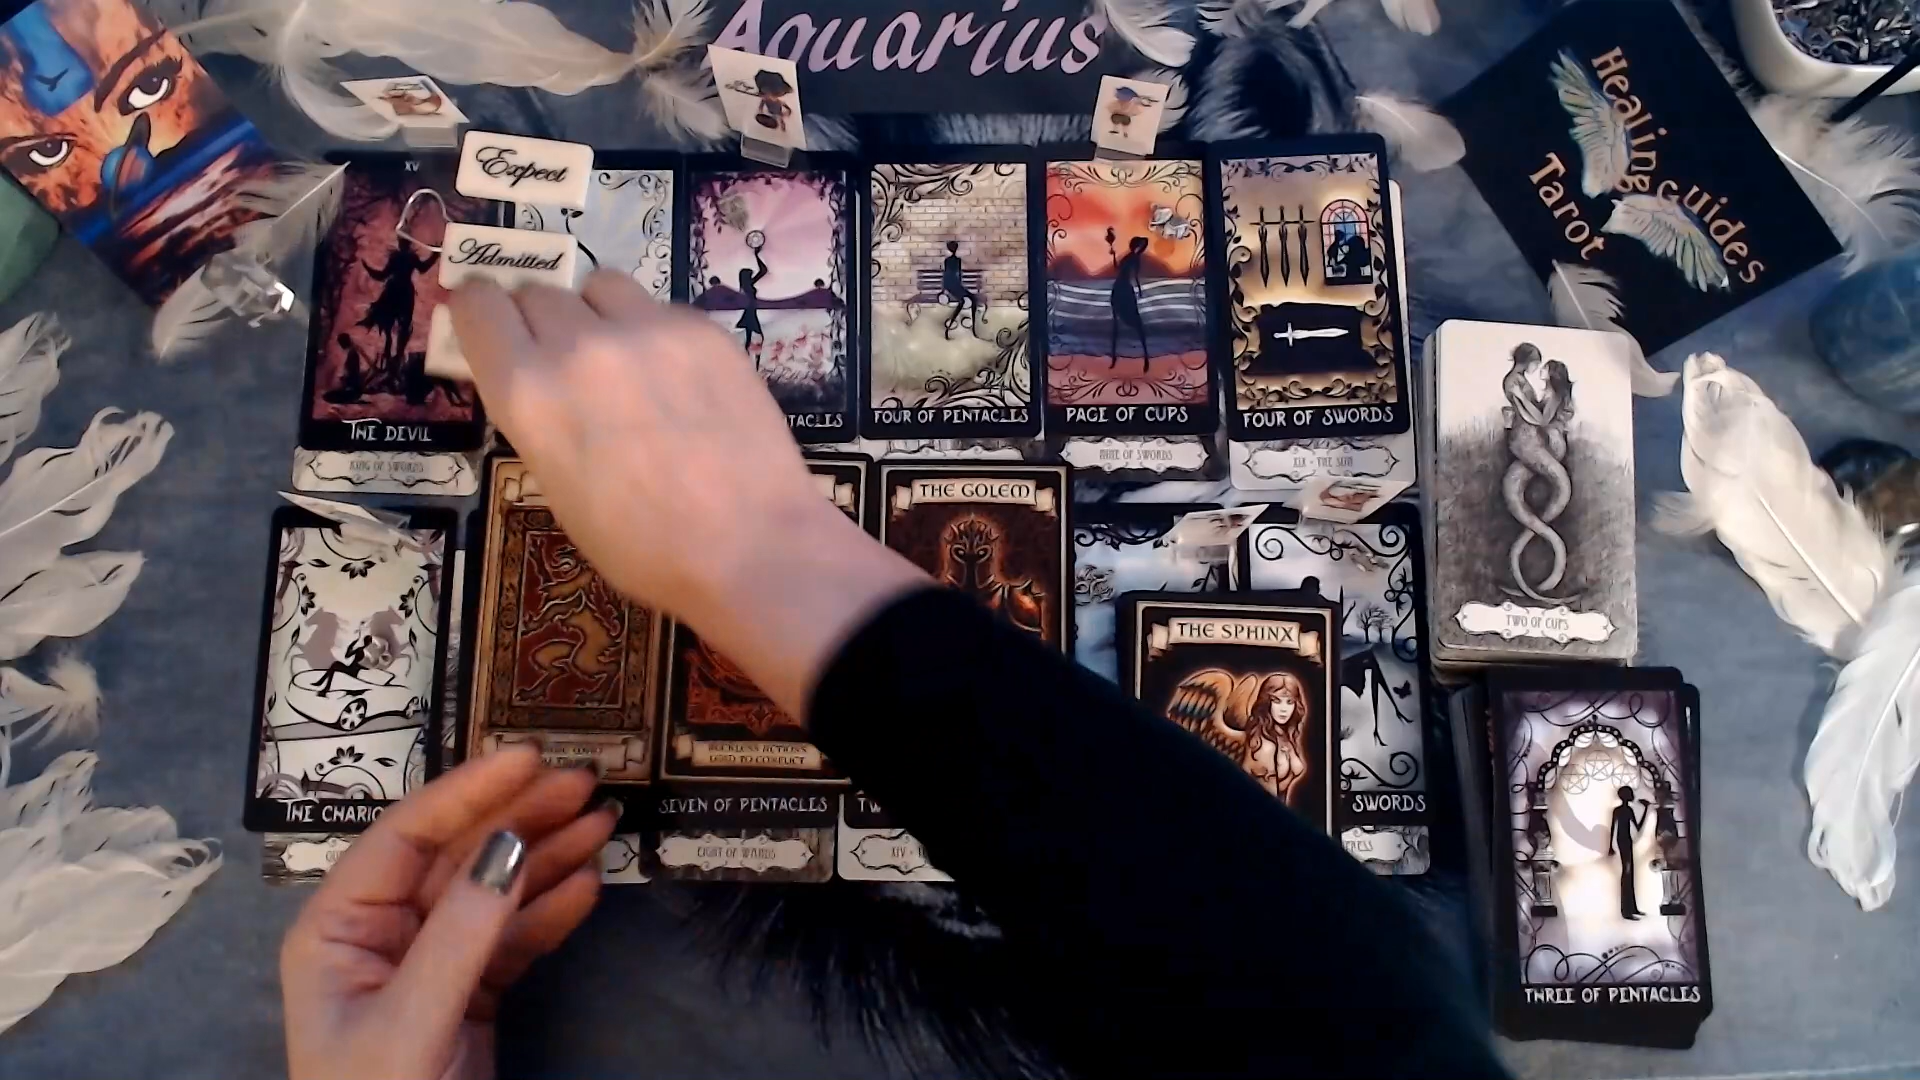 Aquarius
Healing
Guides
Tarot
XV
Expect
Admitted
THE DEVIL
TACLES
FOUR OF PENTACLES
PAGE OF CUPS
FOUR OF SWORDS
KING OF SWORDS
NINE OF SWORDS
XIX • THE SUN
THE GOLEM
THE SPHINX
TWO OF CUPS
RECKLESS ACTIONS
LEAD TO CONFLICT
THE CHARIO
SEVEN OF PENTACLES
TW
SWORDS
EIGHT OF WANDS
XIV
THREE OF PENTACLES